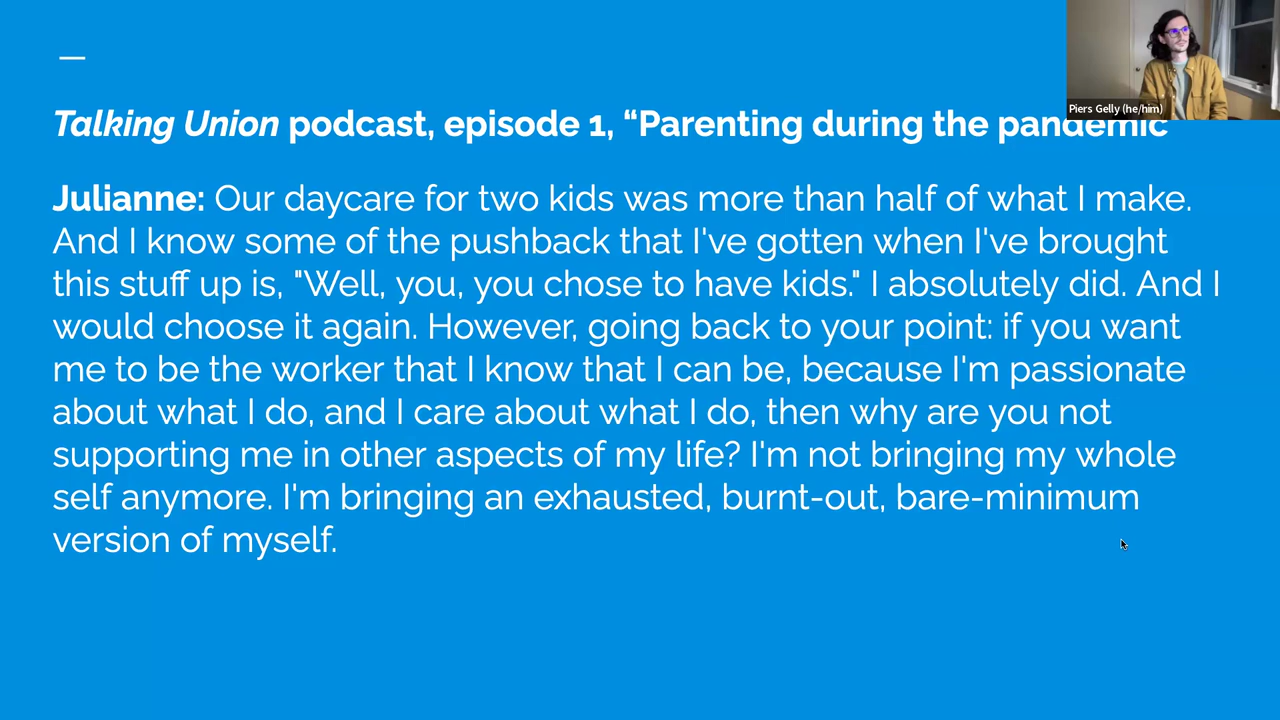 Piers Gelly (he/him)
Talking Union podcast, episode 1, “Parenting during the pandemic
Julianne: Our daycare for two kids was more than half of what I make.
And I know some of the pushback that I've gotten when I've brought
this stuff up is, "Well, you, you chose to have kids." I absolutely did. And I
would choose it again. However, going back to your point: if you want
me to be the worker that I know that I can be, because I'm passionate
about what I do, and I care about what I do, then why are you not
supporting me in other aspects of my life? I'm not bringing my whole
self anymore. I'm bringing an exhausted, burnt-out, bare-minimum
version of myself.